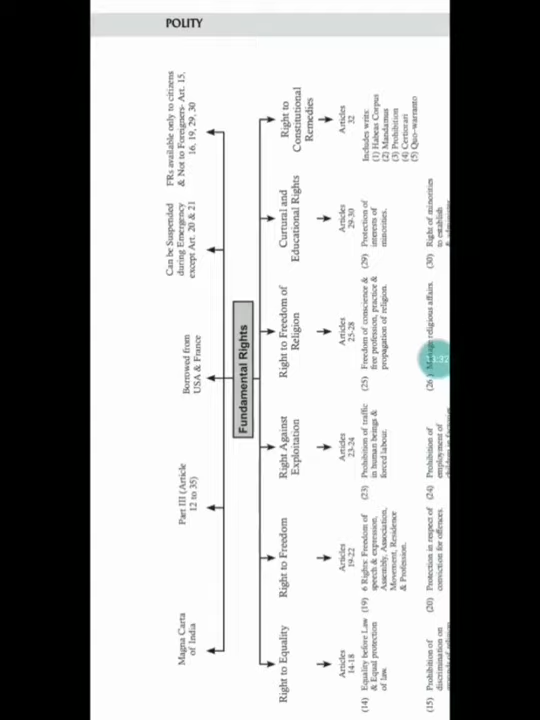 POLITY
Magna Carta
of India
Part III (Article
12 to 35)
Borrowed from
USA & France
Can be Suspended
during Emergency
except Art. 20 & 21
FRs available only to citizens
& Not to Foreigners- Art. 15,
16, 19, 29, 30
Fundamental Rights
Right to Equality
Articles
14-18
(14) Equality before Law
& Equal protection
of law.
(15) Prohibition of
discrimination on
Right to Freedom
Articles
19-22
(19) 6 Rights: Freedom of
speech & expression,
Assembly, Association,
Movement, Residence
& Profession.
(20) Protection in respect of
conviction for offences.
Right Against
Exploitation
Articles
23-24
(23) Prohibition of traffic
in human beings &
forced labour.
(24) Prohibition of
employment of
Right to Freedom of
Religion
Articles
25-28
(25) Freedom of conscience &
free profession, practice &
propagation of religion.
(26) religious affairs.
Curtural and
Educational Rights
Articles
29-30
(29) Protection of
interests of
minorities.
(30) Right of minorities
to establish
Right to
Constitutional
Remedies
Articles
32
Includes writs:
(1) Habeas Corpus
(2) Mandamus
(3) Prohibition
(4) Certiorari
(5) Quo-warranto